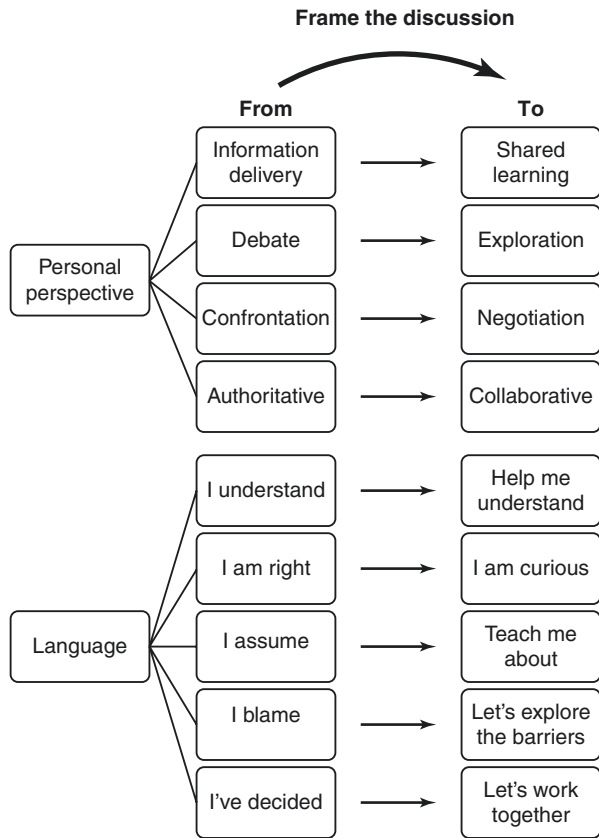 Frame the discussion
From
To
Information
delivery
Shared
learning
Debate
Exploration
Personal
perspective
Confrontation
Negotiation
Authoritative
Collaborative
I understand
Help me
understand
I am right
I am curious
Language
I assume
Teach me
about
I blame
Let's explore
the barriers
I've decided
Let's work
together